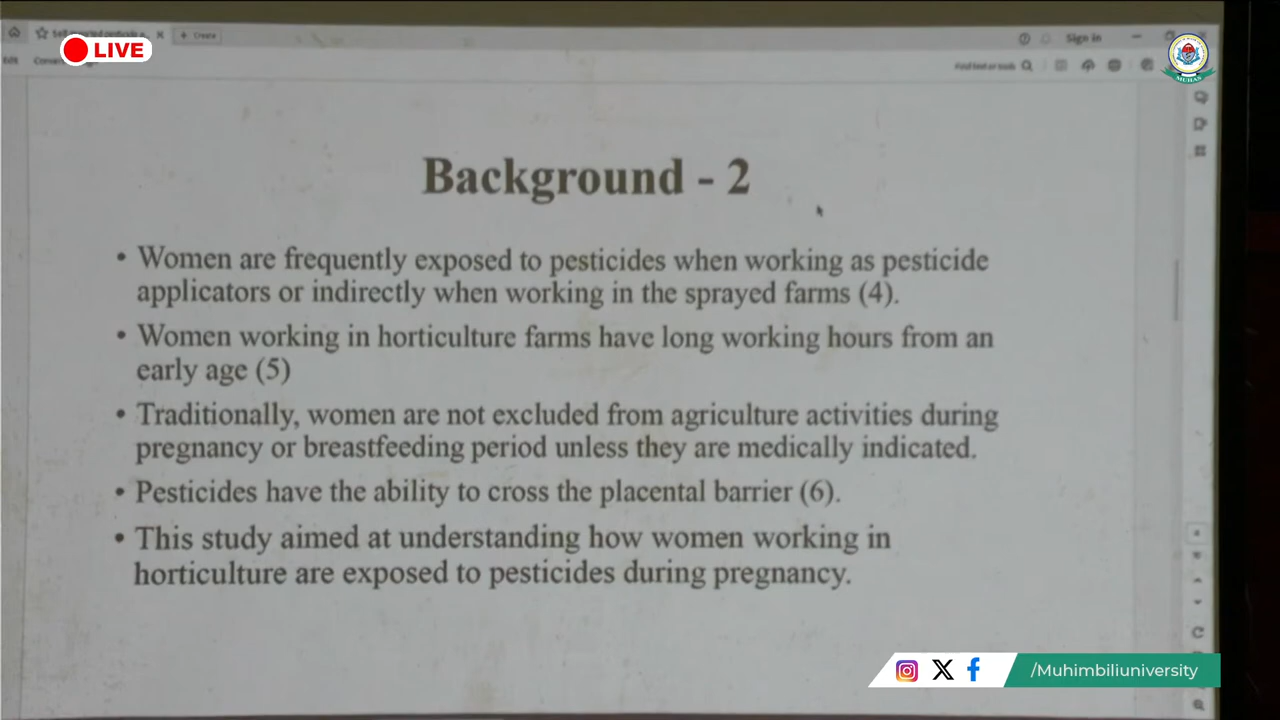 LIVE
Create
Sign in
MUHAS
Background - 2
• Women are frequently exposed to pesticides when working as pesticide
applicators or indirectly when working in the sprayed farms (4).
• Women working in horticulture farms have long working hours from an
early age (5)
• Traditionally, women are not excluded from agriculture activities during
pregnancy or breastfeeding period unless they are medically indicated.
• Pesticides have the ability to cross the placental barrier (6).
• This study aimed at understanding how women working in
horticulture are exposed to pesticides during pregnancy.
/Muhimbiliuniversity